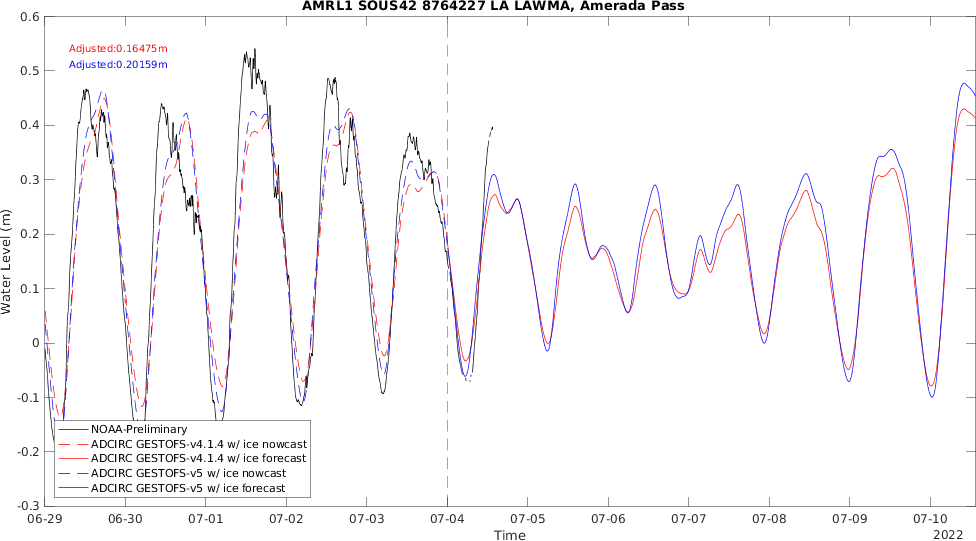 AMRL1 SOUS42 8764227 LA LAWMA, Amerada Pass
Adjusted:0.16475m
Adjusted:0.20159m
Water Level (m)
0.6
0.5
0.4
0.3
0.2
0.1
0
-0.1
-0.2
-0.3
NOAA-Preliminary
ADCIRC GESTOFS-v4.1.4 w/ ice nowcast
ADCIRC GESTOFS-v4.1.4 w/ ice forecast
ADCIRC GESTOFS-v5 w/ ice nowcast
ADCIRC GESTOFS-v5 w/ ice forecast
06-29 06-30 07-01 07-02 07-03 07-04 07-05 07-06 07-07 07-08 07-09 07-10
Time
2022